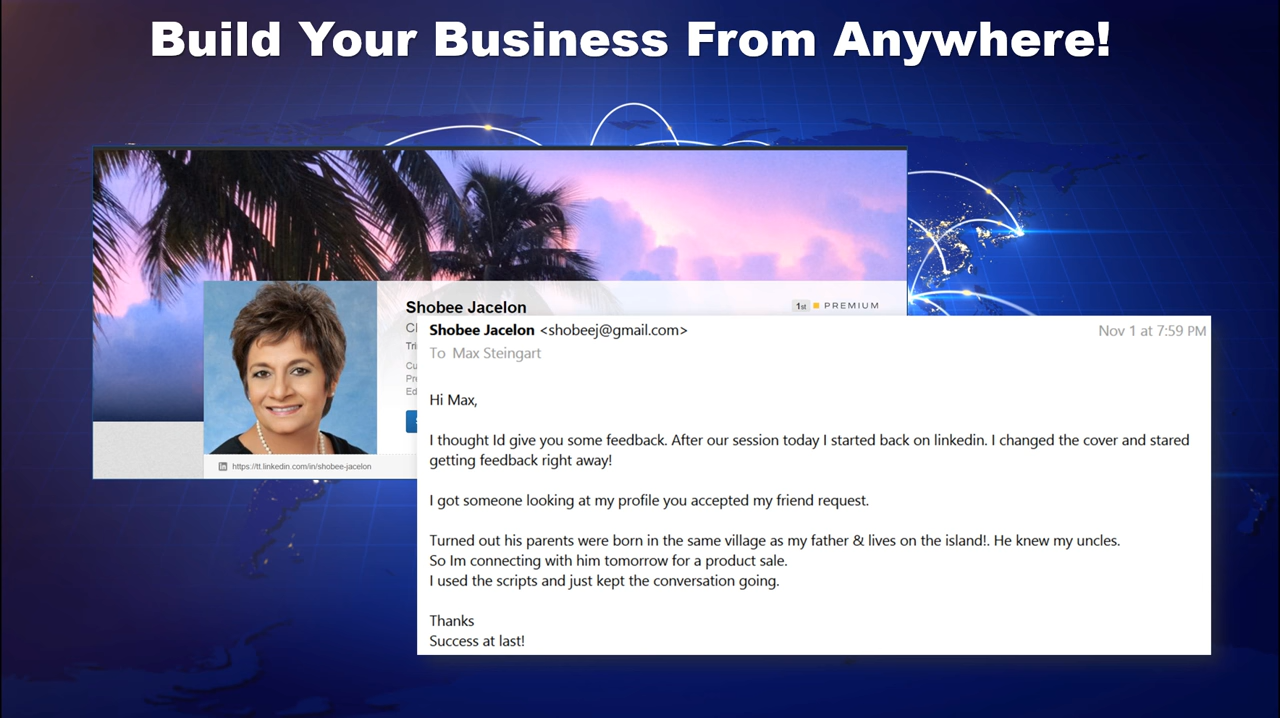 Build Your Business From Anywhere!
Shobee Jacelon
1st PREMIUM
Shobee Jacelon <shobeej@gmail.com>
Nov 1 at 7:59 PM
To Max Steingart
Hi Max,
I thought Id give you some feedback. After our session today I started back on linkedin. I changed the cover and stared
getting feedback right away!
I got someone looking at my profile you accepted my friend request.
Turned out his parents were born in the same village as my father & lives on the island!. He knew my uncles.
So Im connecting with him tomorrow for a product sale.
I used the scripts and just kept the conversation going.
Thanks
Success at last!
in https://tt.linkedin.com/in/shobee-jacelon